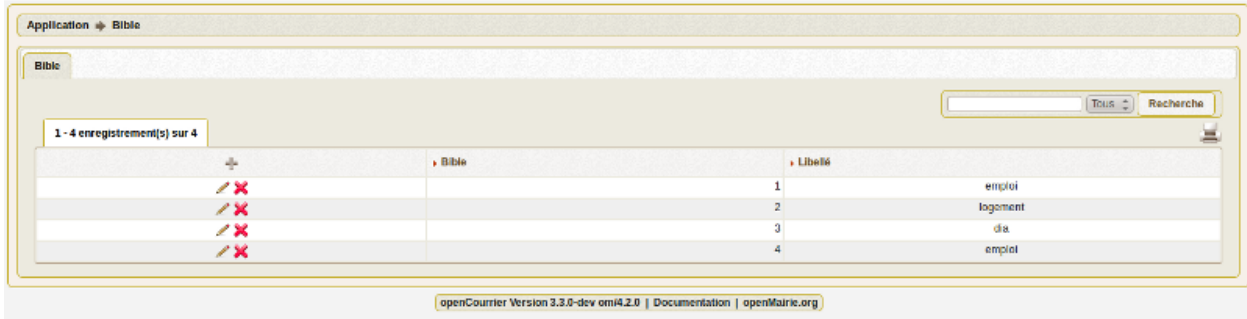 Application Bible
Bible
Tous Recherche
1 - 4 enregistrement(s) sur 4
Bible Libellé
1 emploi
2 logement
3 dia
4 emploi
openCourrier Version 3.3.0-dev om/4.2.0 | Documentation | openMairie.org